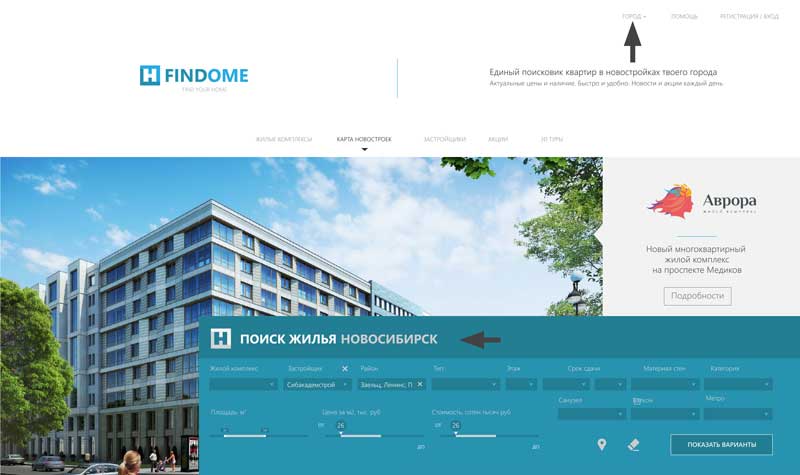 ГОРОД
ПОМОЩЬ
РЕГИСТРАЦИЯ / ВХОД
H FINDOME
FIND YOUR HOME
Единый поисковик квартир в новостройках твоего города
Актуальные цены и наличие. Быстро и удобно. Новости и акции каждый день
ЖИЛЫЕ КОМПЛЕКСЫ
КАРТА НОВОСТРОЕК
ЗАСТРОЙЩИКИ
АКЦИИ
3D ТУРЫ
Аврора
ЖИЛОЙ КОМПЛЕКС
Новый многоквартирный
жилой комплекс
на проспекте Медиков
Подробности
H ПОИСК ЖИЛЬЯ НОВОСИБИРСК
Жилой комплекс
Застройщик
Район
Тип
Этаж
Срок сдачи
Материал стен
Категория
Сибакадемстрой
Заельц, Ленинс, П
Санузел
Метро
Площадь м²
Цена за м2, тыс. руб
Стоимость, сотен тысяч руб
от 26
до
от 26
до
ПОКАЗАТЬ ВАРИАНТЫ